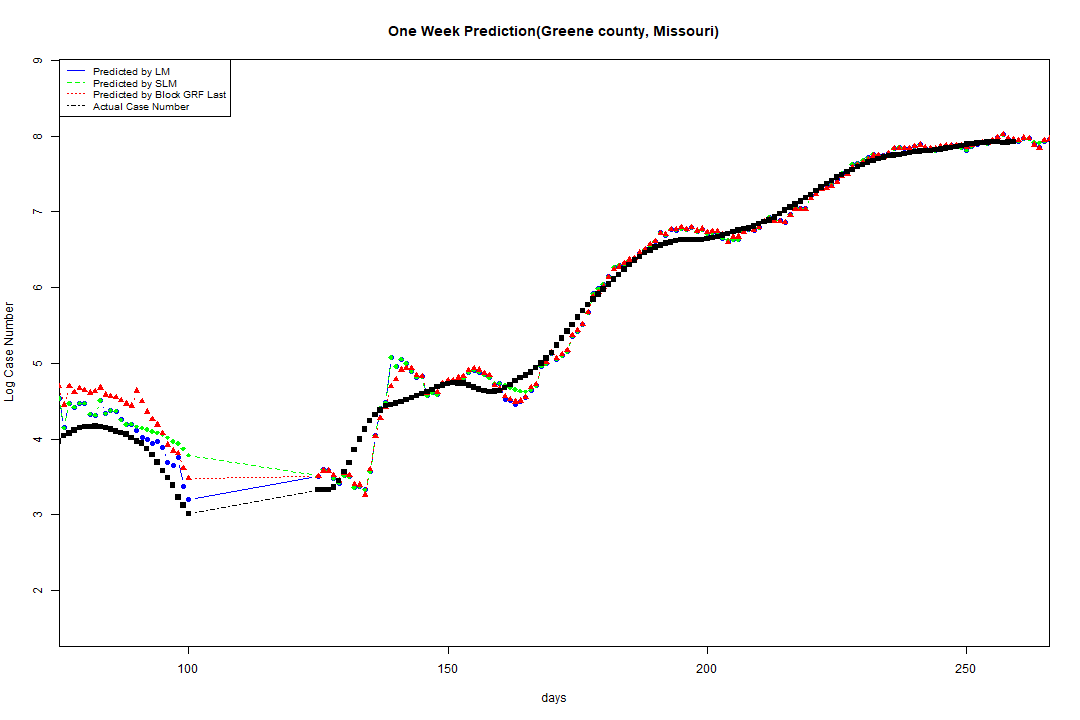 One Week Prediction(Greene county, Missouri)
Predicted by LM
Predicted by SLM
Predicted by Block GRF Last
Actual Case Number
9
8
7
6
5
4
3
2
Log Case Number
100 150 200 250
days